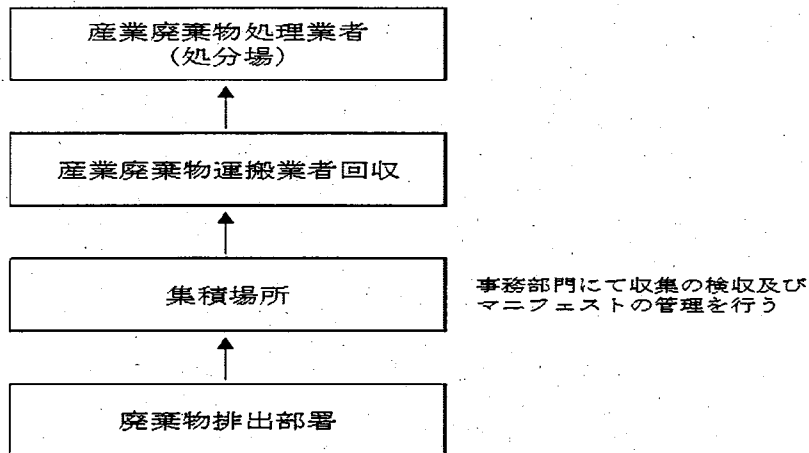 産業廃棄物処理業者
(処分場)
産業廃棄物運搬業者回収
集積場所
事務部門にて収集の検収及び
マニフェストの管理を行う
廃棄物排出部署